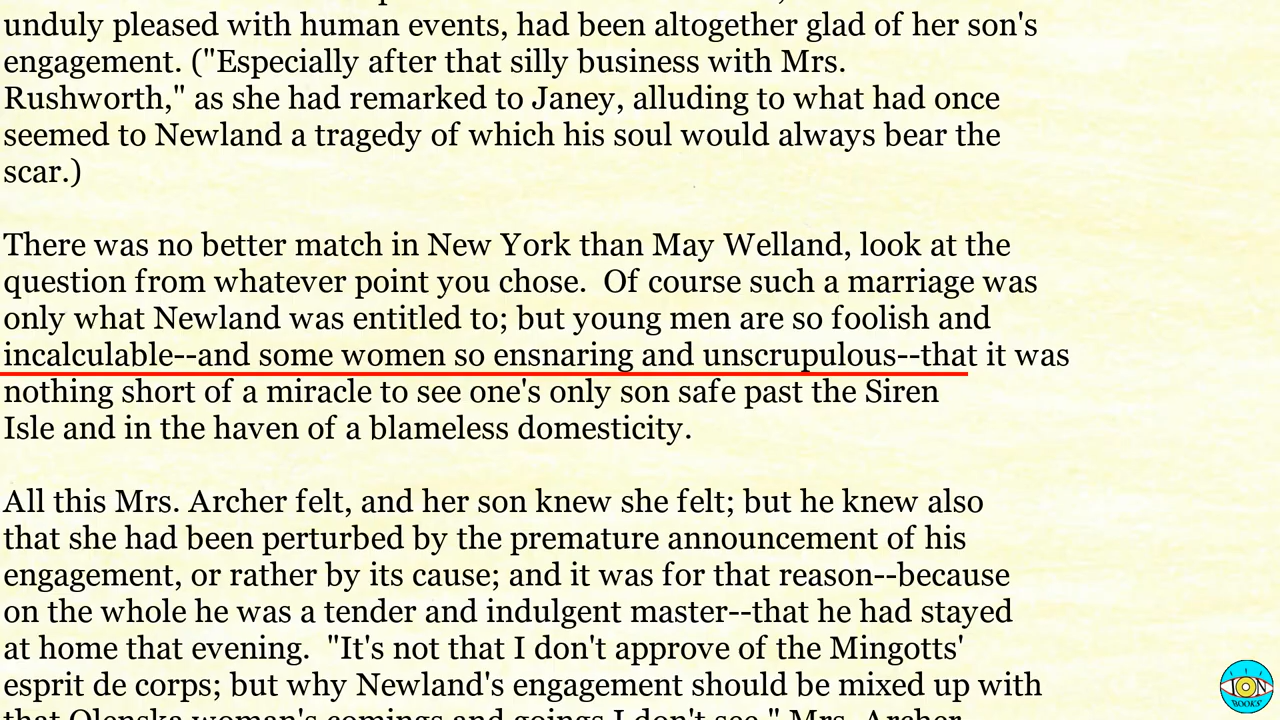 unduly pleased with human events, had been altogether glad of her son's
engagement. ("Especially after that silly business with Mrs.
Rushworth," as she had remarked to Janey, alluding to what had once
seemed to Newland a tragedy of which his soul would always bear the
scar.)
There was no better match in New York than May Welland, look at the
question from whatever point you chose.  Of course such a marriage was
only what Newland was entitled to; but young men are so foolish and
incalculable--and some women so ensnaring and unscrupulous--that it was
nothing short of a miracle to see one's only son safe past the Siren
Isle and in the haven of a blameless domesticity.
All this Mrs. Archer felt, and her son knew she felt; but he knew also
that she had been perturbed by the premature announcement of his
engagement, or rather by its cause; and it was for that reason--because
on the whole he was a tender and indulgent master--that he had stayed
at home that evening.  "It's not that I don't approve of the Mingotts'
esprit de corps; but why Newland's engagement should be mixed up with
that Olenska woman's comings and goings I don't see," Mrs. Archer
ION
BOOKS